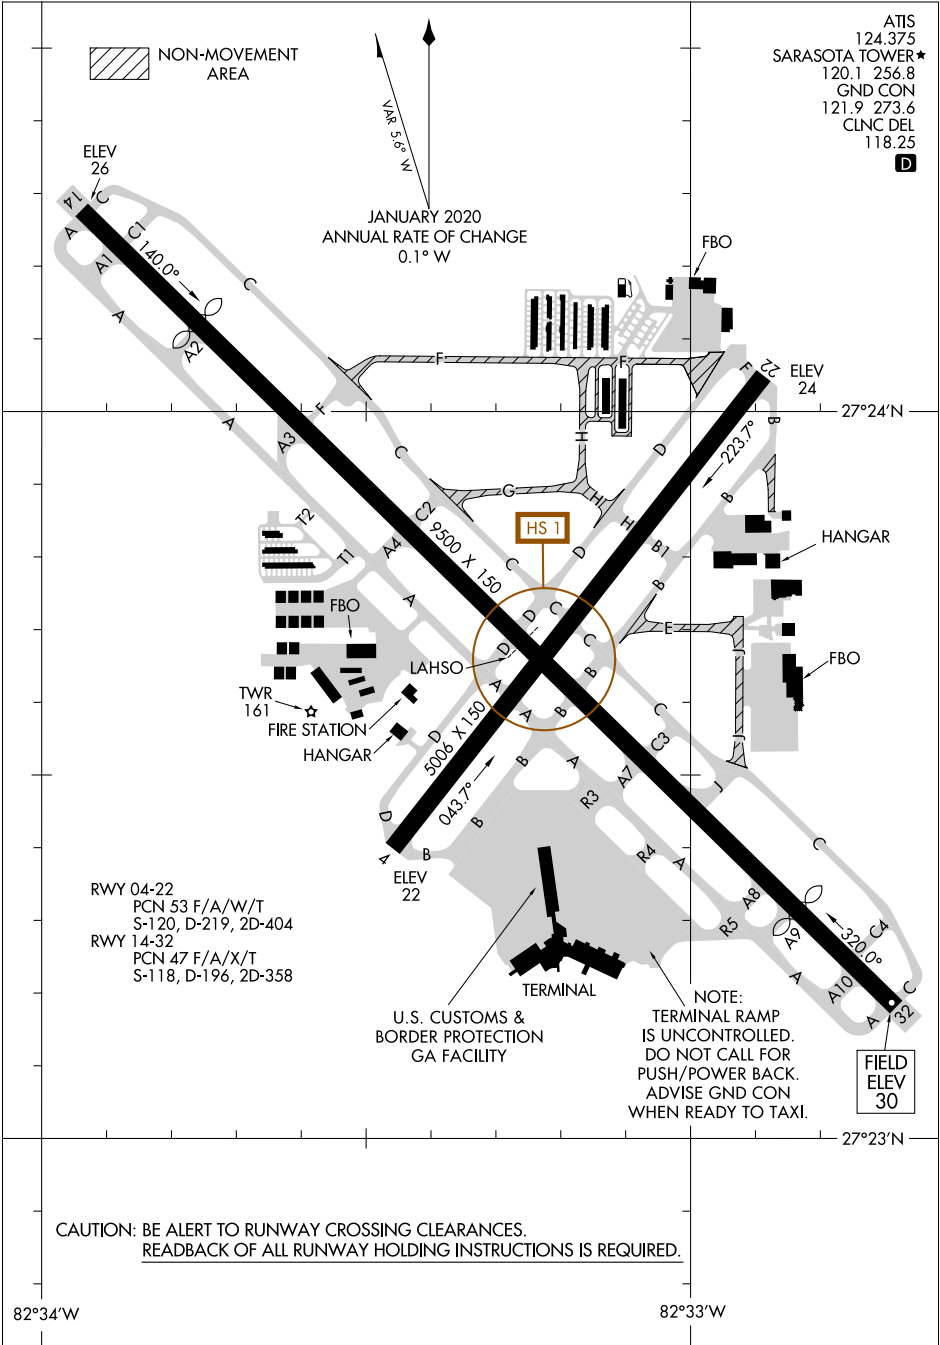 NON-MOVEMENT
AREA
ATIS
124.375
SARASOTA TOWER★
120.1 256.8
GND CON
121.9 273.6
CLNC DEL
118.25
D
VAR 5.6° W
JANUARY 2020
ANNUAL RATE OF CHANGE
0.1° W
ELEV
26
14
C
A
C1
A1
140.0°
C
A
A2
FBO
F
F
F
22
ELEV
24
27°24'N
F
A
A3
B
D
223.7°
H
C
G
H
B
C2
T2
HS 1
H
B1
HANGAR
9500 X 150
A4
T1
C
D
B
A
FBO
D
C
C
E
LAHSO
D
J
FBO
TWR
161
A
B
FIRE STATION
A
B
C
HANGAR
D
5006 X 150
C3
B
A
A7
J
043.7°
R3
D
B
B
4
ELEV
22
R4
A
C
RWY 04-22
PCN 53 F/A/W/T
S-120, D-219, 2D-404
RWY 14-32
PCN 47 F/A/X/T
S-118, D-196, 2D-358
A8
R5
A9
C4
320.0°
A
A10
C
A
32
TERMINAL
U.S. CUSTOMS &
BORDER PROTECTION
GA FACILITY
NOTE:
TERMINAL RAMP
IS UNCONTROLLED.
DO NOT CALL FOR
PUSH/POWER BACK.
ADVISE GND CON
WHEN READY TO TAXI.
FIELD
ELEV
30
27°23'N
CAUTION: BE ALERT TO RUNWAY CROSSING CLEARANCES.
READBACK OF ALL RUNWAY HOLDING INSTRUCTIONS IS REQUIRED.
82°34'W
82°33'W